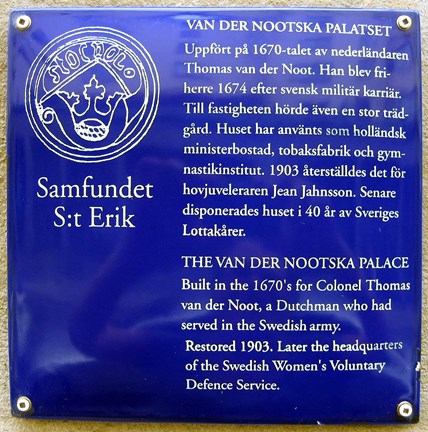 STOCHOLM
Samfundet
S:t Erik
VAN DER NOOTSKA PALATSET
Uppfört på 1670-talet av nederländaren
Thomas van der Noot. Han blev fri-
herre 1674 efter svensk militär karriär.
Till fastigheten hörde även en stor träd-
gård. Huset har använts som holländsk
ministerbostad, tobaksfabrik och gym-
nastikinstitut. 1903 återställdes det för
hovjuveleraren Jean Jahnsson. Senare
disponerades huset i 40 år av Sveriges
Lottakårer.
THE VAN DER NOOTSKA PALACE
Built in the 1670's for Colonel Thomas
van der Noot, a Dutchman who had
served in the Swedish army.
Restored 1903. Later the headquarters
of the Swedish Women's Voluntary
Defence Service.